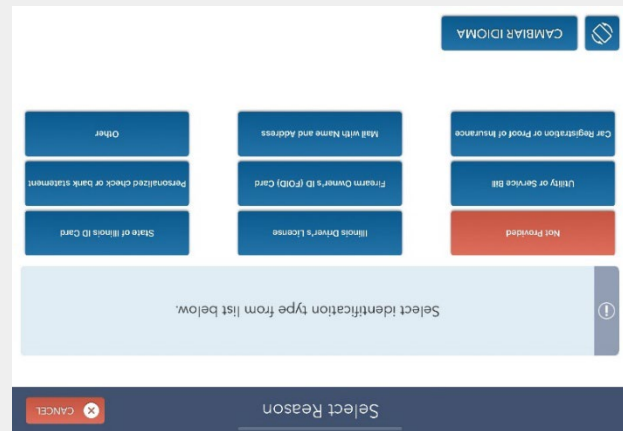 Select Reason
CANCEL
Select identification type from list below.
Not Provided
Illinois Driver's License
State of Illinois ID Card
Utility or Service Bill
Firearm Owner's ID (FOID) Card
Personalized check or bank statement
Car Registration or Proof of Insurance
Mail with Name and Address
Other
CAMBIAR IDIOMA